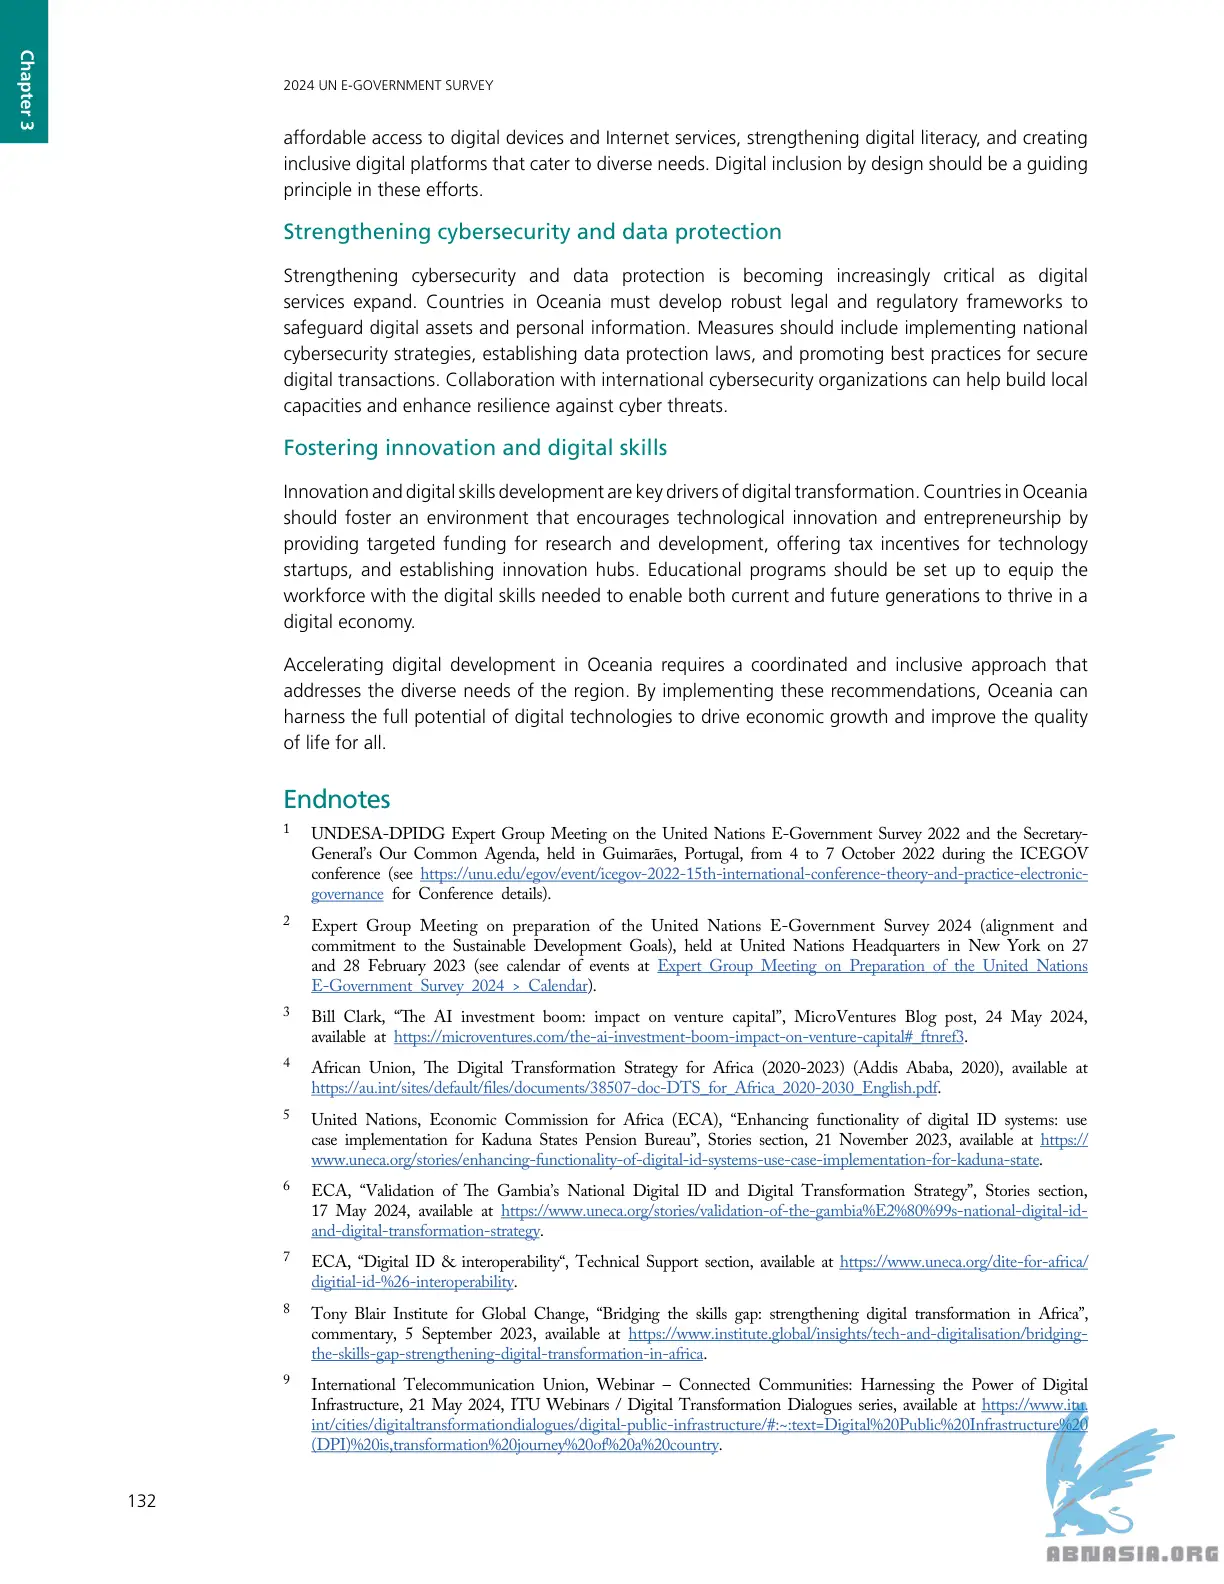 Chapter 3
2024 UN E-GOVERNMENT SURVEY
affordable access to digital devices and Internet services, strengthening digital literacy, and creating
inclusive digital platforms that cater to diverse needs. Digital inclusion by design should be a guiding
principle in these efforts.
Strengthening cybersecurity and data protection
Strengthening cybersecurity and data protection is becoming increasingly critical as digital
services expand. Countries in Oceania must develop robust legal and regulatory frameworks to
safeguard digital assets and personal information. Measures should include implementing national
cybersecurity strategies, establishing data protection laws, and promoting best practices for secure
digital transactions. Collaboration with international cybersecurity organizations can help build local
capacities and enhance resilience against cyber threats.
Fostering innovation and digital skills
Innovation and digital skills development are key drivers of digital transformation. Countries in Oceania
should foster an environment that encourages technological innovation and entrepreneurship by
providing targeted funding for research and development, offering tax incentives for technology
startups, and establishing innovation hubs. Educational programs should be set up to equip the
workforce with the digital skills needed to enable both current and future generations to thrive in a
digital economy.
Accelerating digital development in Oceania requires a coordinated and inclusive approach that
addresses the diverse needs of the region. By implementing these recommendations, Oceania can
harness the full potential of digital technologies to drive economic growth and improve the quality
of life for all.
Endnotes
1 UNDESA-DPIDG Expert Group Meeting on the United Nations E-Government Survey 2022 and the Secretary-
General’s Our Common Agenda, held in Guimarães, Portugal, from 4 to 7 October 2022 during the ICEGOV
conference (see https://unu.edu/egov/event/icegov-2022-15th-international-conference-theory-and-practice-electronic-
governance for Conference details).
2 Expert Group Meeting on preparation of the United Nations E-Government Survey 2024 (alignment and
commitment to the Sustainable Development Goals), held at United Nations Headquarters in New York on 27
and 28 February 2023 (see calendar of events at Expert Group Meeting on Preparation of the United Nations
E-Government Survey 2024 > Calendar).
3 Bill Clark, “The AI investment boom: impact on venture capital”, MicroVentures Blog post, 24 May 2024,
available at https://microventures.com/the-ai-investment-boom-impact-on-venture-capital#_ftnref3.
4 African Union, The Digital Transformation Strategy for Africa (2020-2023) (Addis Ababa, 2020), available at
https://au.int/sites/default/files/documents/38507-doc-DTS_for_Africa_2020-2030_English.pdf.
5 United Nations, Economic Commission for Africa (ECA), “Enhancing functionality of digital ID systems: use
case implementation for Kaduna States Pension Bureau”, Stories section, 21 November 2023, available at https://
www.uneca.org/stories/enhancing-functionality-of-digital-id-systems-use-case-implementation-for-kaduna-state.
6 ECA, “Validation of The Gambia’s National Digital ID and Digital Transformation Strategy”, Stories section,
17 May 2024, available at https://www.uneca.org/stories/validation-of-the-gambia%E2%80%99s-national-digital-id-
and-digital-transformation-strategy.
7 ECA, “Digital ID & interoperability“, Technical Support section, available at https://www.uneca.org/dite-for-africa/
digitial-id-%26-interoperability.
8 Tony Blair Institute for Global Change, “Bridging the skills gap: strengthening digital transformation in Africa”,
commentary, 5 September 2023, available at https://www.institute.global/insights/tech-and-digitalisation/bridging-
the-skills-gap-strengthening-digital-transformation-in-africa.
9 International Telecommunication Union, Webinar – Connected Communities: Harnessing the Power of Digital
Infrastructure, 21 May 2024, ITU Webinars / Digital Transformation Dialogues series, available at https://www.itu.
int/cities/digitaltransformationdialogues/digital-public-infrastructure/#:~:text=Digital%20Public%20Infrastructure%20
(DPI)%20is,transformation%20journey%20of%20a%20country.
132
ABNASIA.ORG